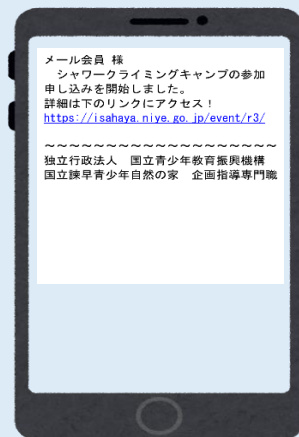 メール会員 様
　シャワークライミングキャンプの参加
申し込みを開始しました。
詳細は下のリンクにアクセス！
https://isahaya.niye.go.jp/event/r3/
～～～～～～～～～～～～～～～～～～
独立行政法人　国立青少年教育振興機構
国立諫早青少年自然の家　企画指導専門職